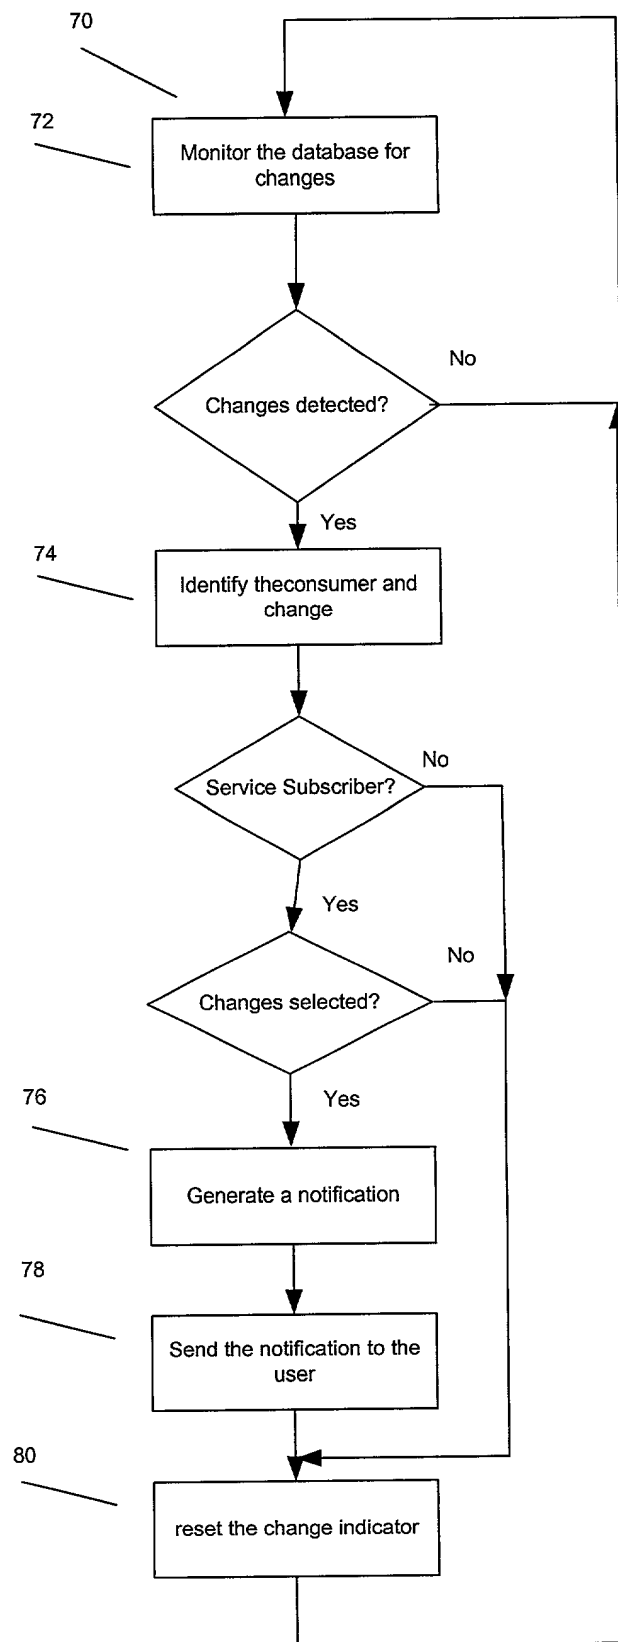 70
72
Monitor the database for
changes
No
Changes detected?
Yes
74
Identify theconsumer and
change
No
Service Subscriber?
Yes
No
Changes selected?
76
Yes
Generate a notification
78
Send the notification to the
user
80
reset the change indicator